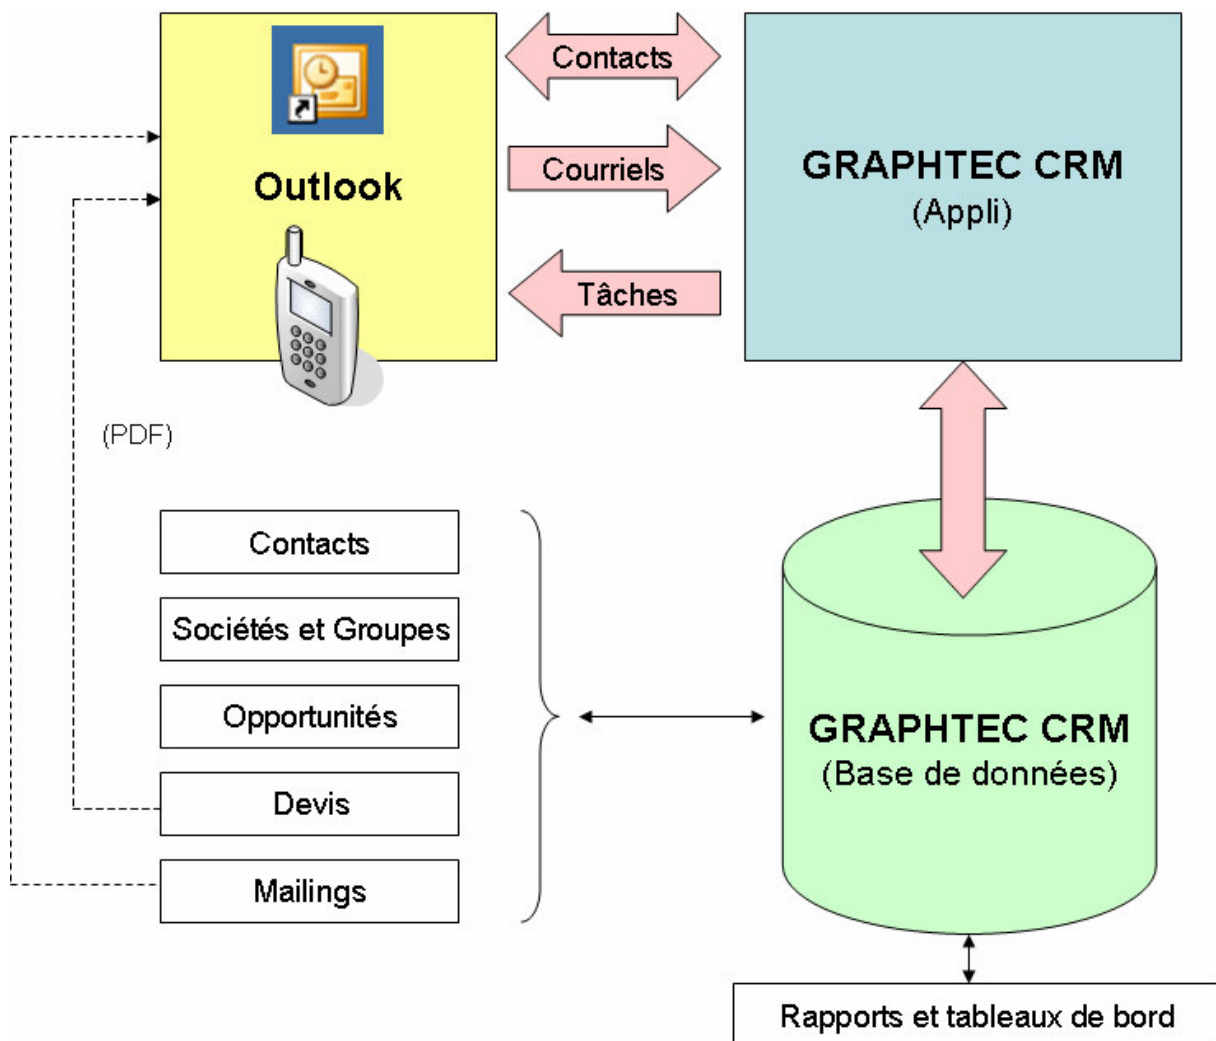 Contacts
Courriels
Tâches
Outlook
GRAPHTEC CRM
(Appli)
(PDF)
Contacts
Sociétés et Groupes
Opportunités
Devis
Mailings
GRAPHTEC CRM
(Base de données)
Rapports et tableaux de bord